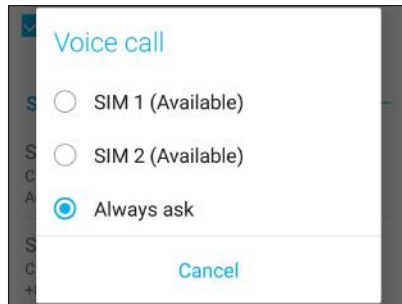 Voice call
SIM 1 (Available)
SIM 2 (Available)
Always ask
Cancel